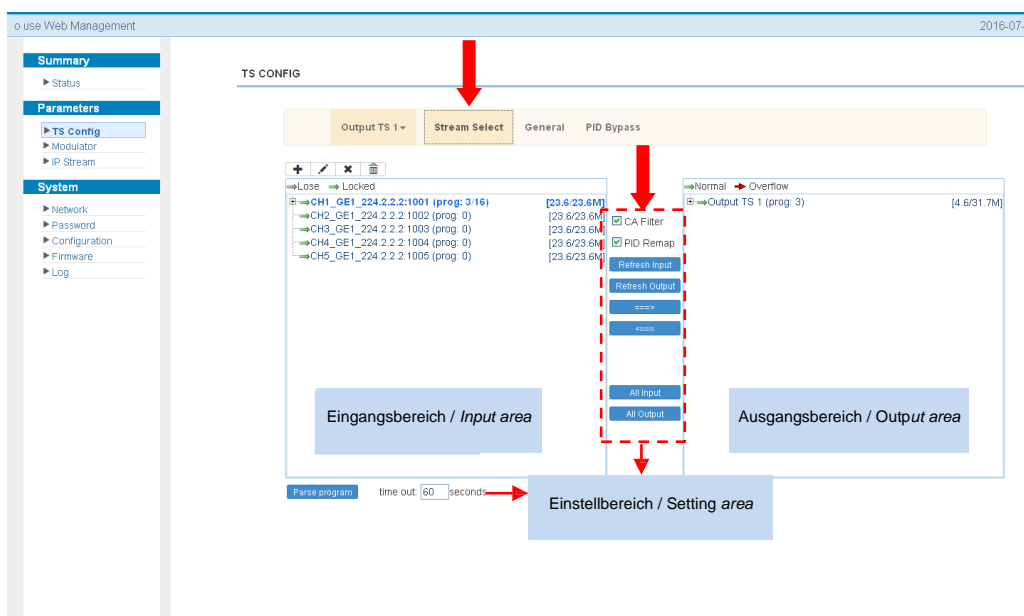 o use Web Management
2016-07-
Summary
Status
Parameters
TS Config
Modulator
IP Stream
System
Network
Password
Configuration
Firmware
Log
TS CONFIG
Output TS 1
Stream Select
General
PID Bypass
Lose
Locked
CH1_GE1_224.2.2.2:1001 (prog: 3/16) [23.6/23.6M]
CH2_GE1_224.2.2.2:1002 (prog: 0) [23.6/23.6M]
CH3_GE1_224.2.2.2:1003 (prog: 0) [23.6/23.6M]
CH4_GE1_224.2.2.2:1004 (prog: 0) [23.6/23.6M]
CH5_GE1_224.2.2.2:1005 (prog: 0) [23.6/23.6M]
CA Filter
PID Remap
Refresh Input
Refresh Output
===>
<===
All Input
All Output
Normal
Overflow
Output TS 1 (prog: 3) [4.6/31.7M]
Eingangsbereich / Input area
Ausgangsbereich / Output area
Parse program
time out: 60 seconds
Einstellbereich / Setting area